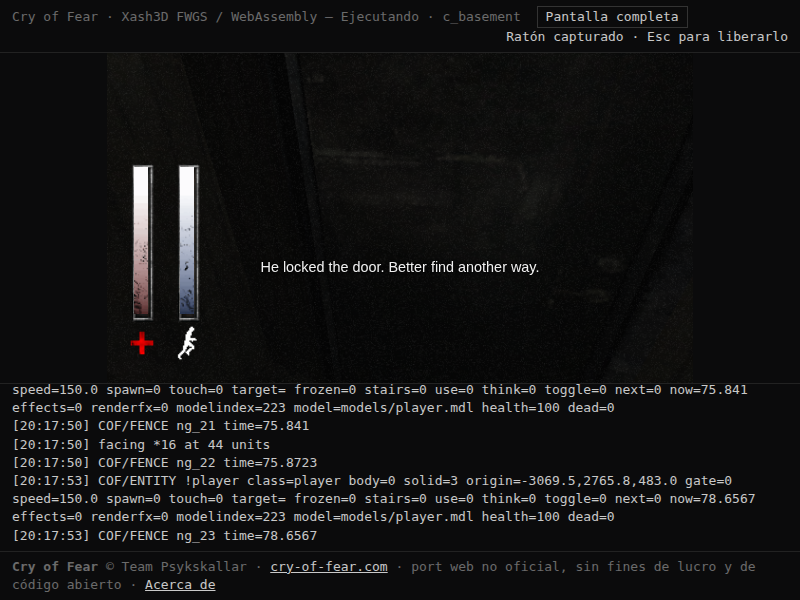 Cry of Fear · Xash3D FWGS / WebAssembly — Ejecutando · c_basement
Pantalla completa
Ratón capturado · Esc para liberarlo
He locked the door. Better find another way.
speed=150.0 spawn=0 touch=0 target= frozen=0 stairs=0 use=0 think=0 toggle=0 next=0 now=75.841
effects=0 renderfx=0 modelindex=223 model=models/player.mdl health=100 dead=0
[20:17:50] COF/FENCE ng_21 time=75.841
[20:17:50] facing *16 at 44 units
[20:17:50] COF/FENCE ng_22 time=75.8723
[20:17:53] COF/ENTITY !player class=player body=0 solid=3 origin=-3069.5,2765.8,483.0 gate=0
speed=150.0 spawn=0 touch=0 target= frozen=0 stairs=0 use=0 think=0 toggle=0 next=0 now=78.6567
effects=0 renderfx=0 modelindex=223 model=models/player.mdl health=100 dead=0
[20:17:53] COF/FENCE ng_23 time=78.6567
Cry of Fear © Team Psykskallar · cry-of-fear.com · port web no oficial, sin fines de lucro y de
código abierto · Acerca de